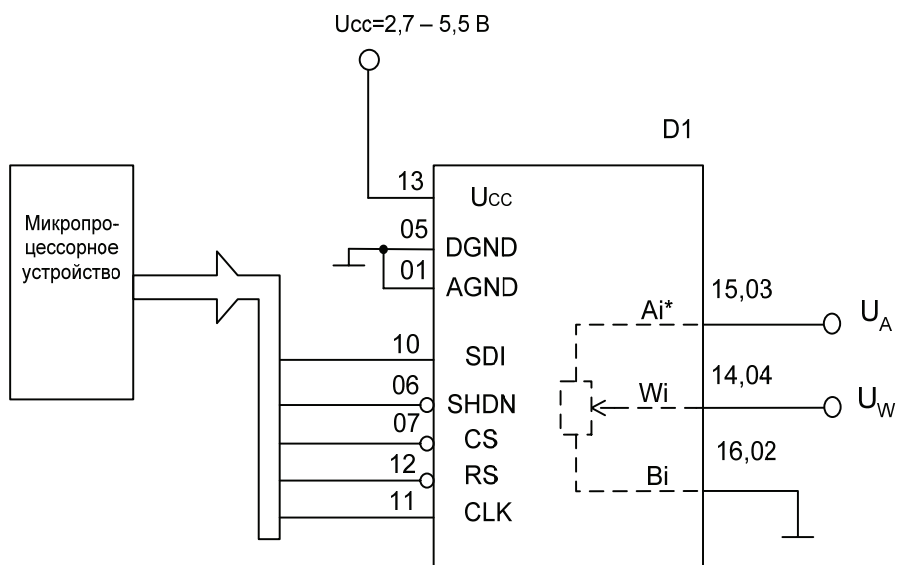 Ucc=2,7 – 5,5 В
D1
Микропро-
цессорное
устройство
13
UCC
05
DGND
01
AGND
10
SDI
06
SHDN
07
CS
12
RS
11
CLK
Ai*
15,03
UA
Wi
14,04
UW
Bi
16,02